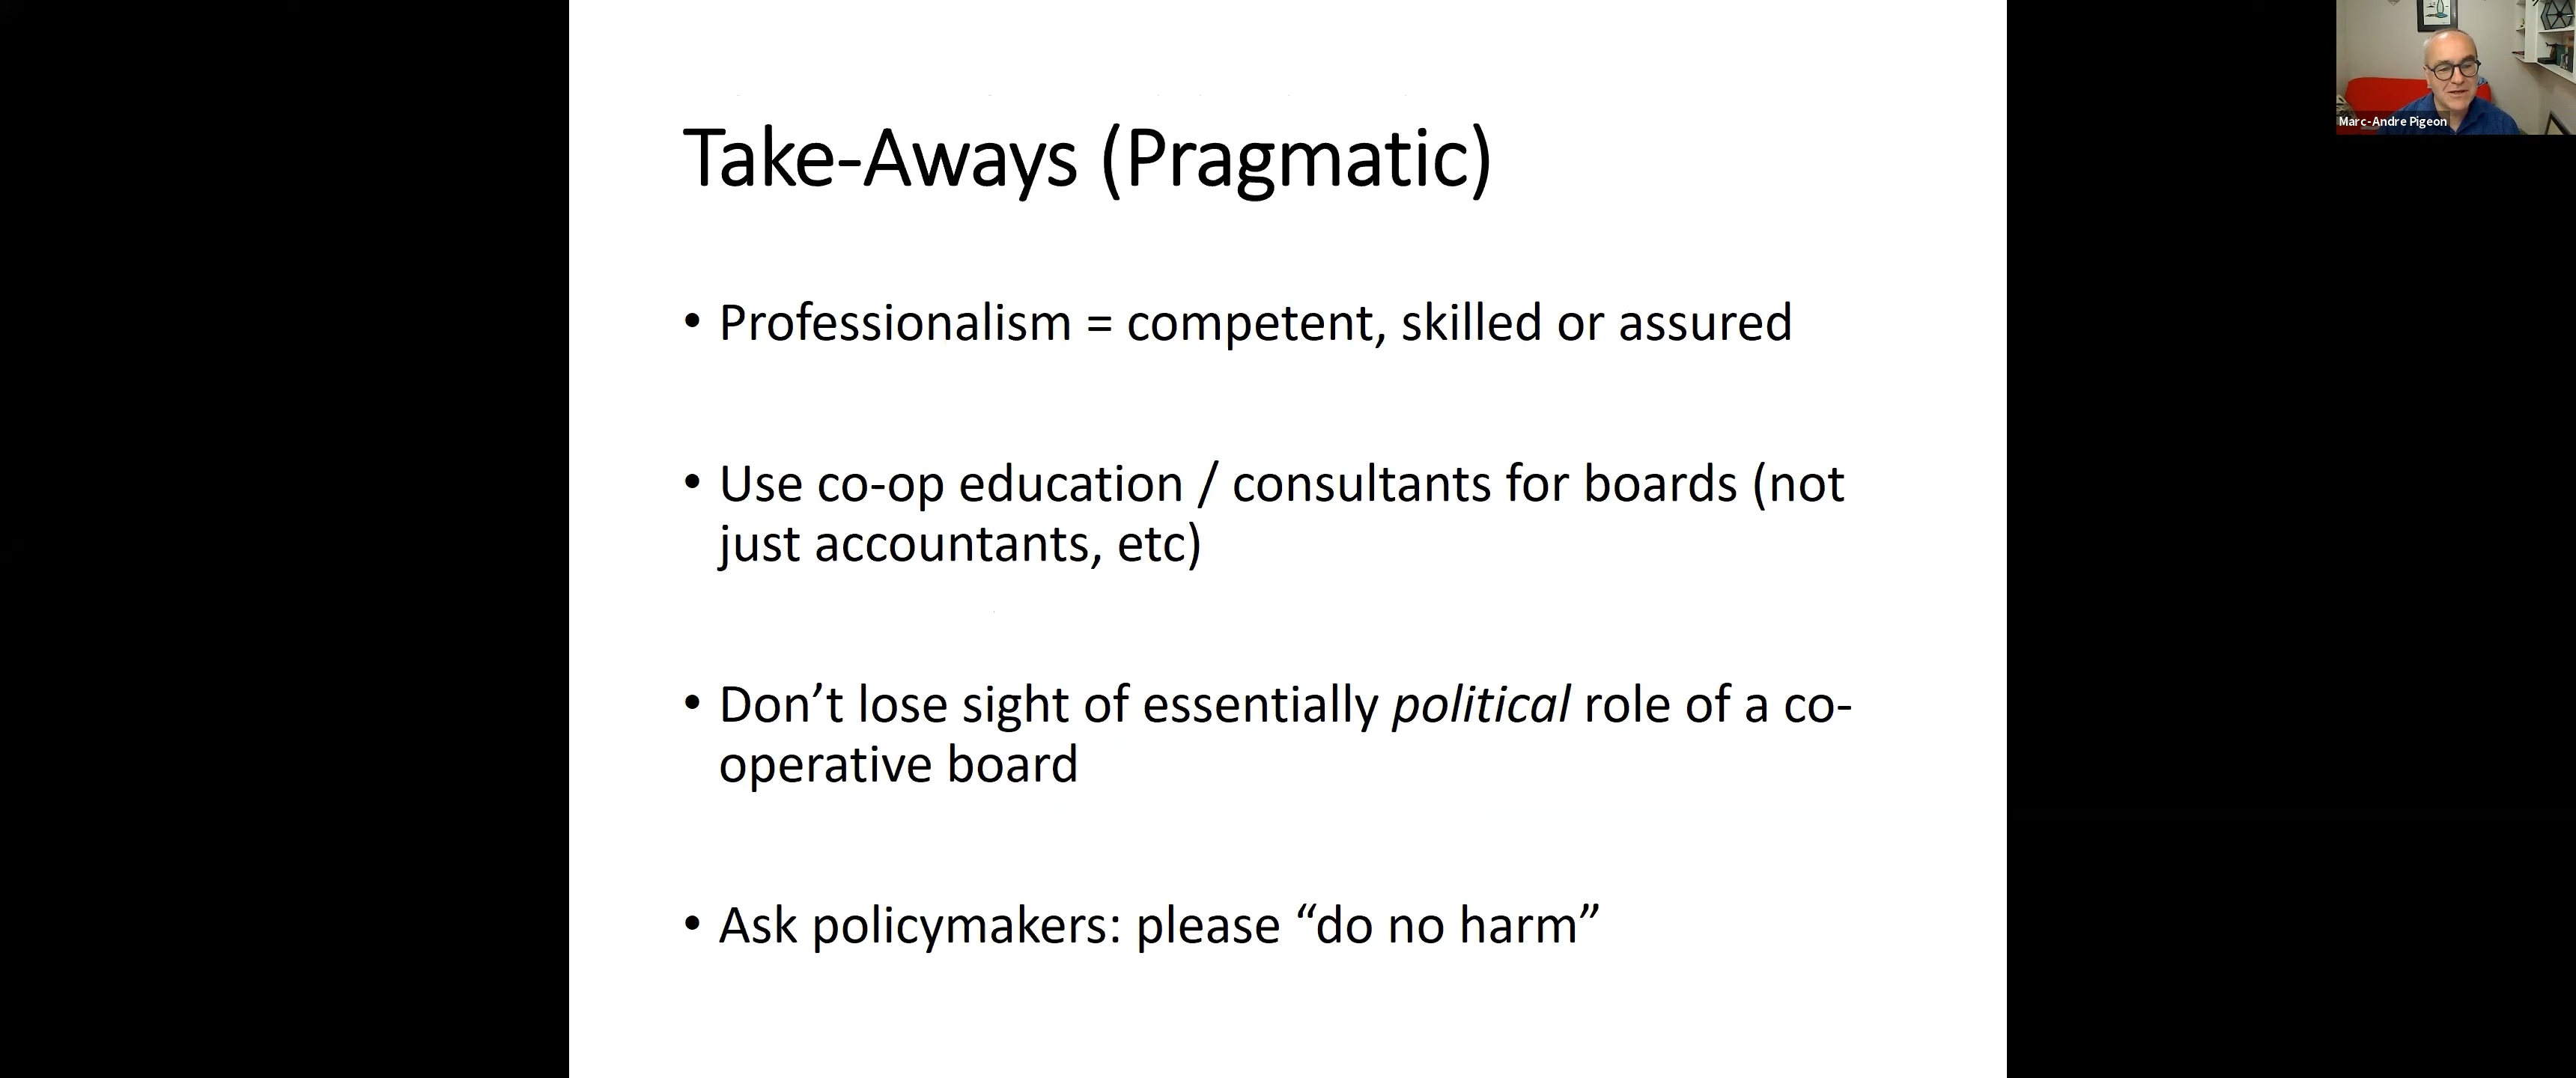 Take-Aways (Pragmatic)
• Professionalism = competent, skilled or assured
• Use co-op education / consultants for boards (not
just accountants, etc)
• Don’t lose sight of essentially political role of a co-
operative board
• Ask policymakers: please “do no harm”
Marc-Andre Pigeon